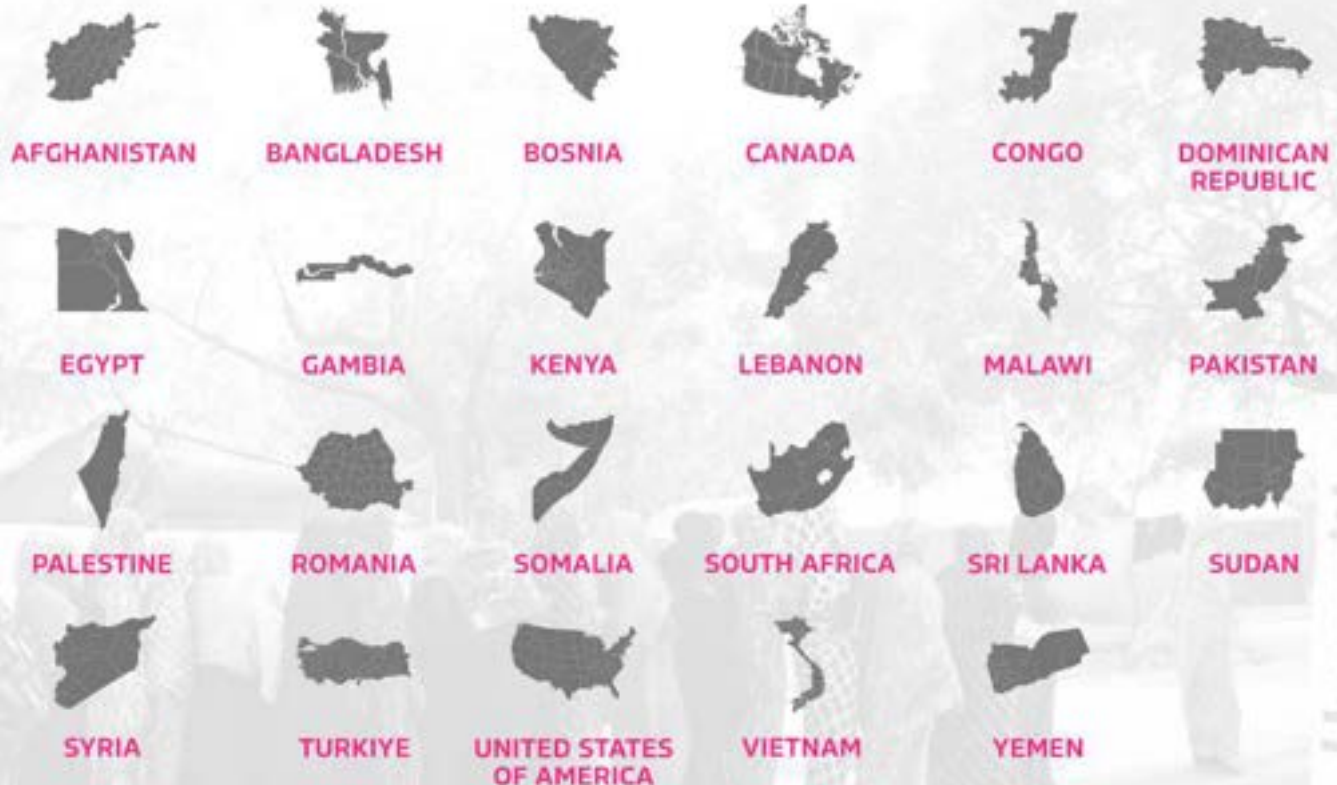 AFGHANISTAN
BANGLADESH
BOSNIA
CANADA
CONGO
DOMINICAN
REPUBLIC
EGYPT
GAMBIA
KENYA
LEBANON
MALAWI
PAKISTAN
PALESTINE
ROMANIA
SOMALIA
SOUTH AFRICA
SRI LANKA
SUDAN
SYRIA
TURKIYE
UNITED STATES
OF AMERICA
VIETNAM
YEMEN